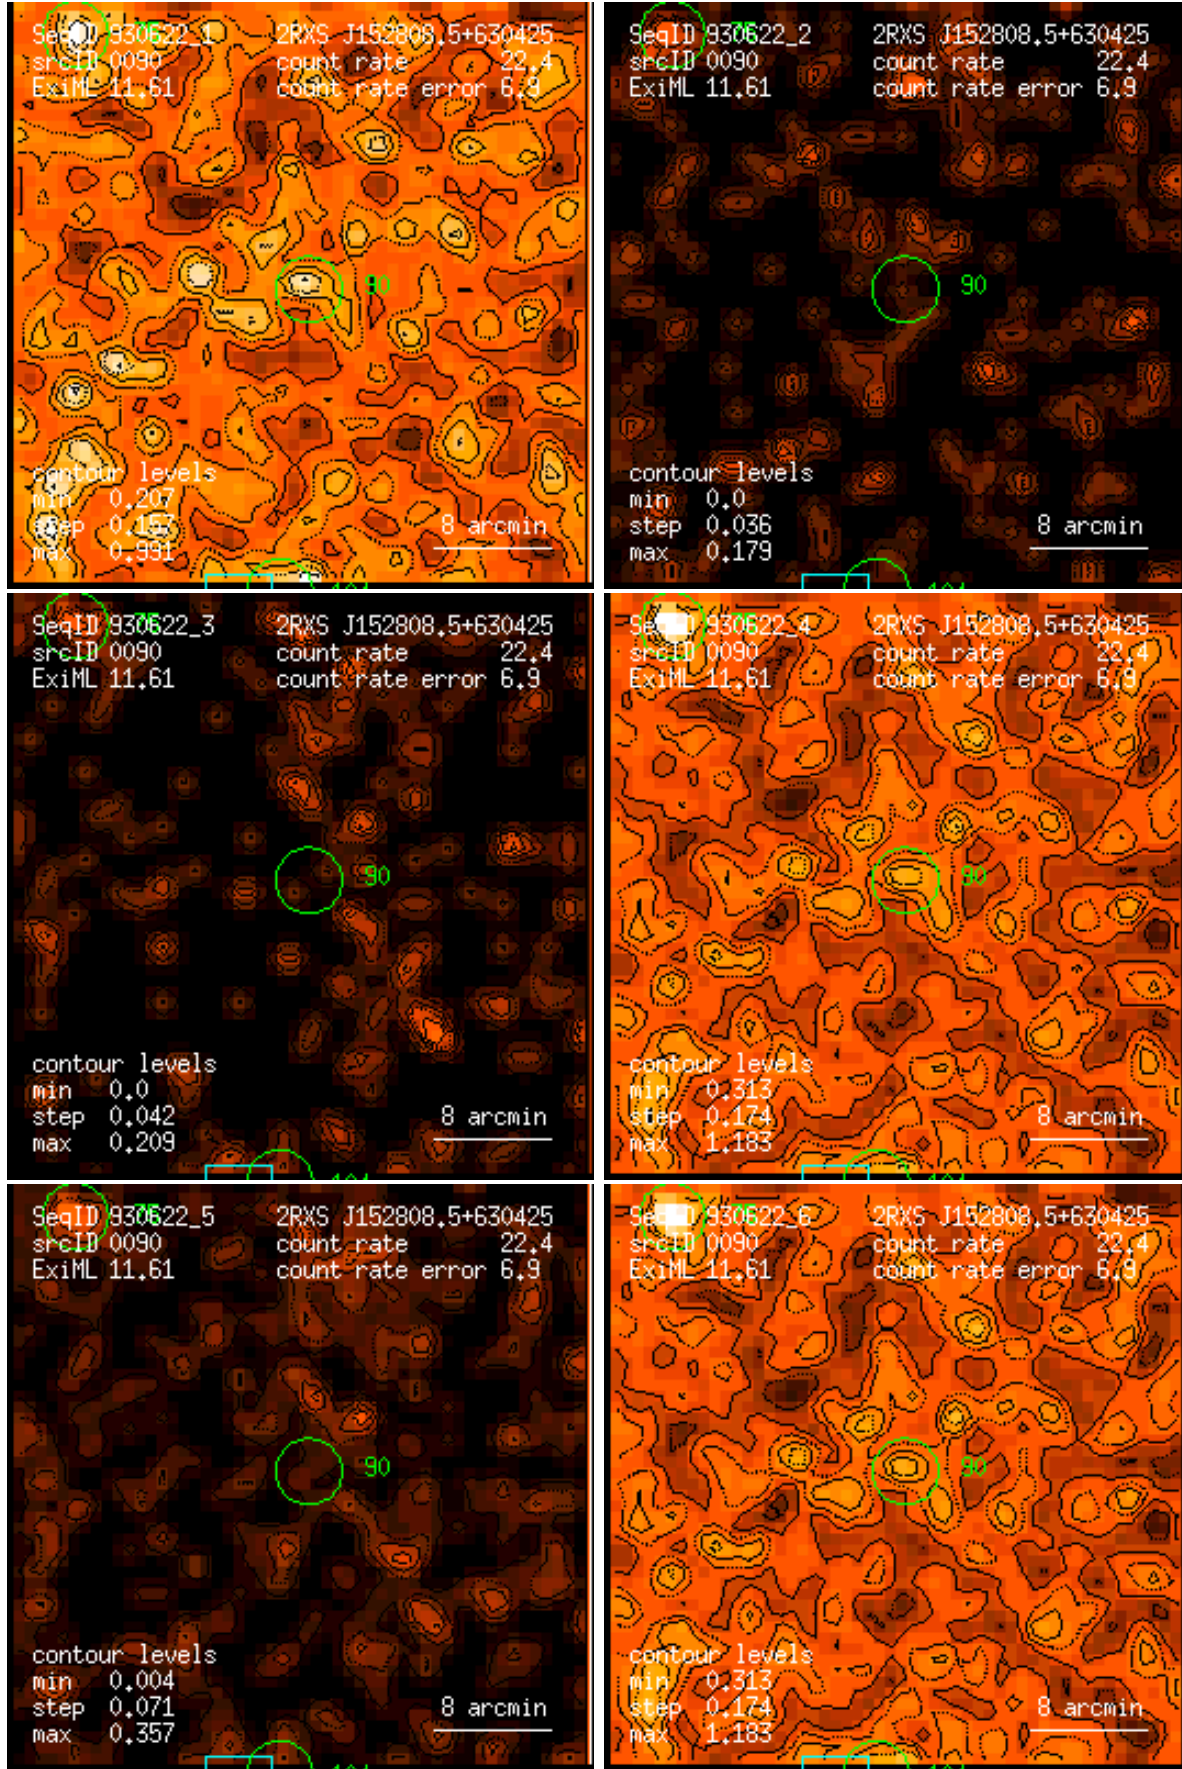 SeqID 930622_1 2RXS J152808.5+630425
srcID 0090 count rate 22.4
ExiML 11.61 count rate error 6.9
90
contour levels
min 0.207
step 0.157
max 0.991
8 arcmin
SeqID 930622_2 2RXS J152808.5+630425
srcID 0090 count rate 22.4
ExiML 11.61 count rate error 6.9
90
contour levels
min 0.0
step 0.036
max 0.179
8 arcmin
SeqID 930622_3 2RXS J152808.5+630425
srcID 0090 count rate 22.4
ExiML 11.61 count rate error 6.9
90
contour levels
min 0.0
step 0.042
max 0.209
8 arcmin
SeqID 930622_4 2RXS J152808.5+630425
srcID 0090 count rate 22.4
ExiML 11.61 count rate error 6.9
90
contour levels
min 0.313
step 0.174
max 1.183
8 arcmin
SeqID 930622_5 2RXS J152808.5+630425
srcID 0090 count rate 22.4
ExiML 11.61 count rate error 6.9
90
contour levels
min 0.004
step 0.071
max 0.357
8 arcmin
SeqID 930622_6 2RXS J152808.5+630425
srcID 0090 count rate 22.4
ExiML 11.61 count rate error 6.9
90
contour levels
min 0.313
step 0.174
max 1.183
8 arcmin